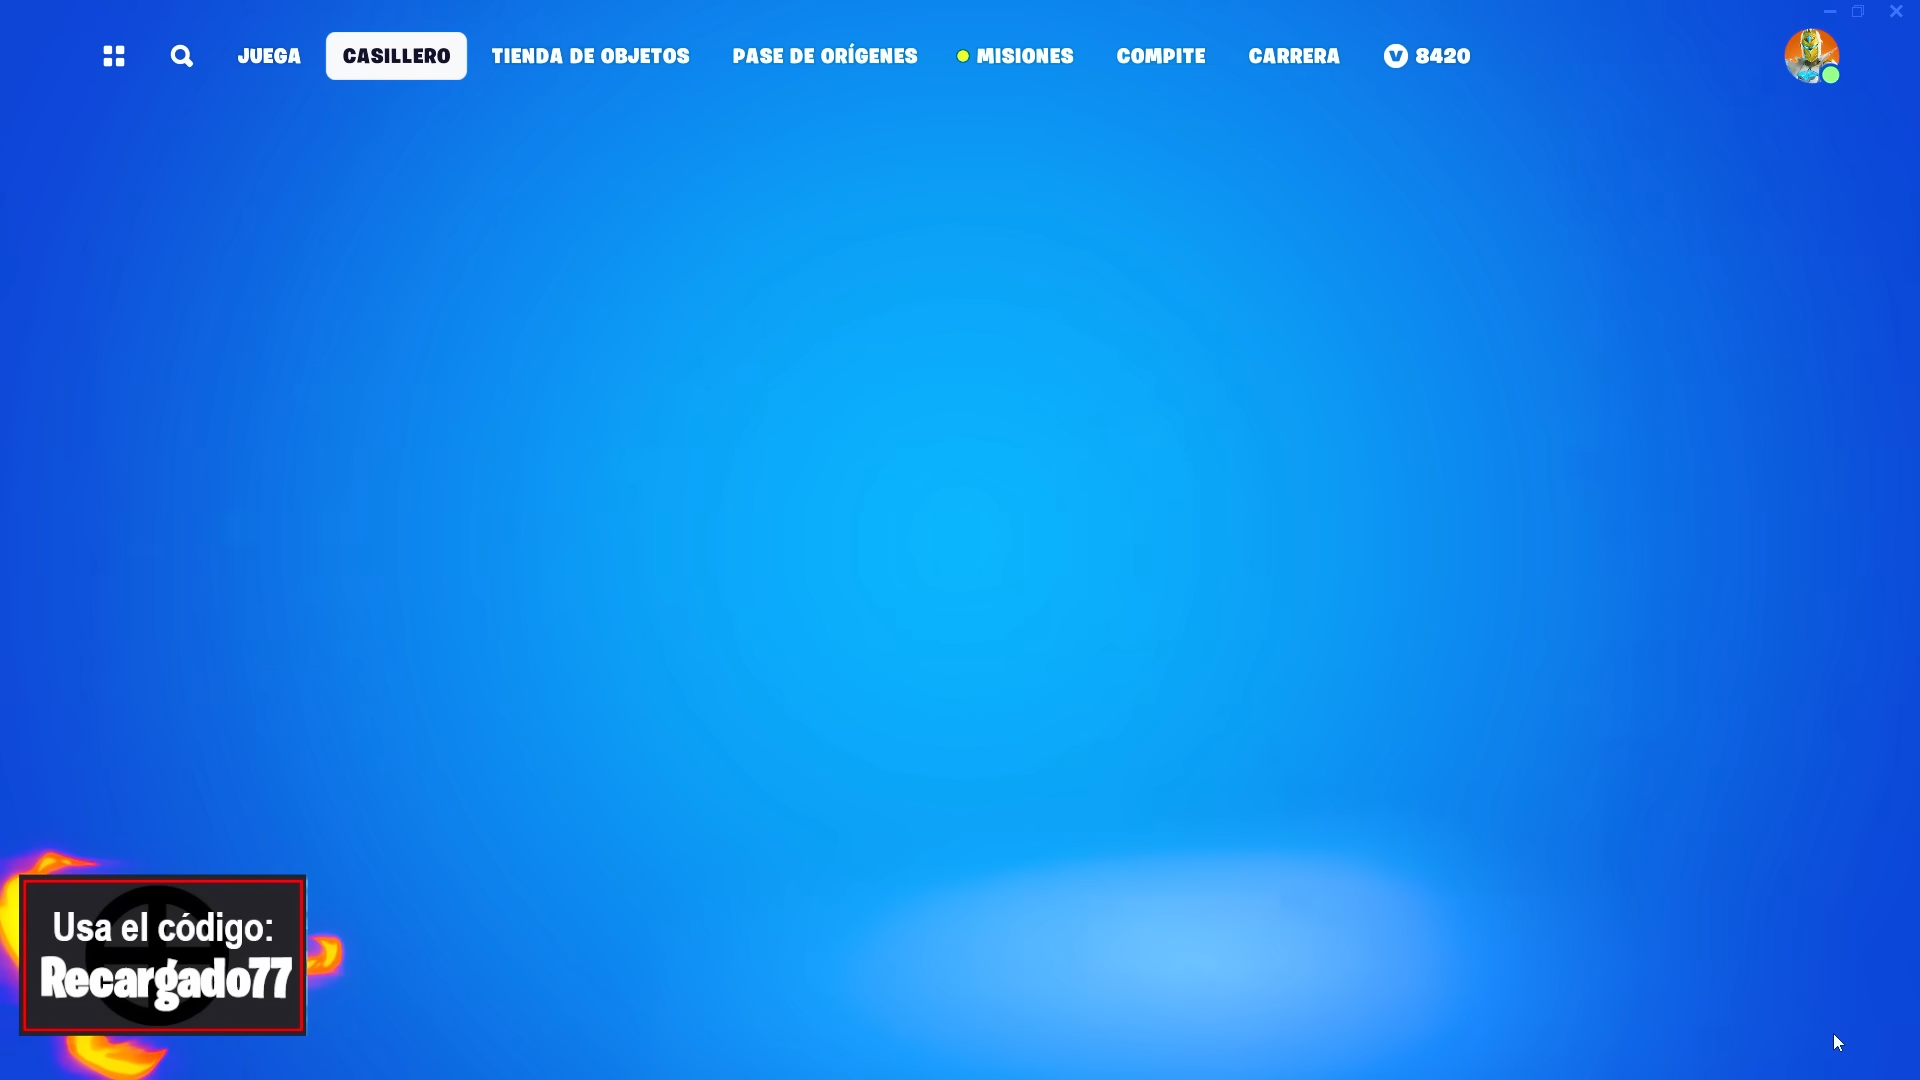 JUEGA
CASILLERO
TIENDA DE OBJETOS
PASE DE ORÍGENES
MISIONES
COMPITE
CARRERA
8420
Usa el código:
Recargado77